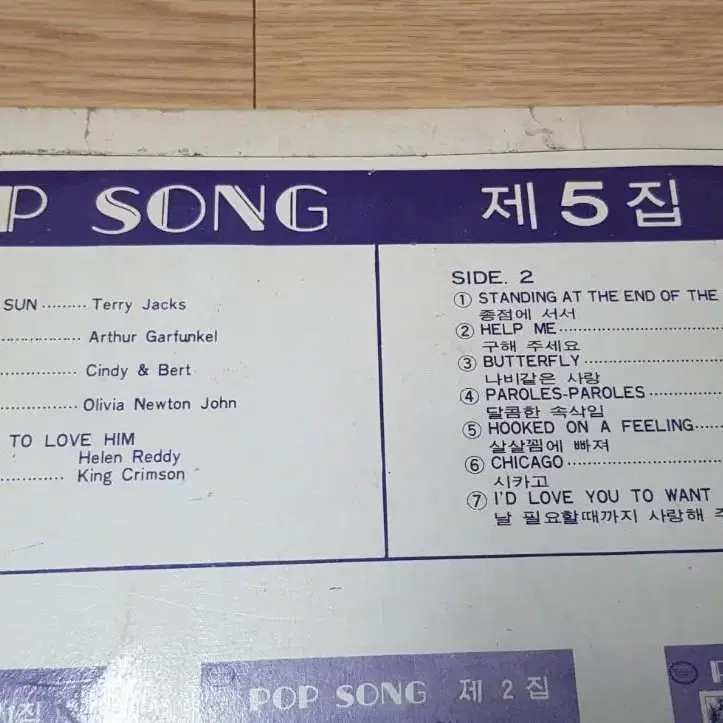 P SONG
제5집
SUN ......... Terry Jacks
.................. Arthur Garfunkel
................. Cindy & Bert
................. Olivia Newton John
TO LOVE HIM
Helen Reddy
.............. King Crimson
SIDE. 2
① STANDING AT THE END OF THE
종점에 서서
② HELP ME
구해 주세요
③ BUTTERFLY
나비같은 사랑
④ PAROLES-PAROLES
달콤한 속삭임
⑤ HOOKED ON A FEELING
살살꾐에 빠져
⑥ CHICAGO
시카고
⑦ I'D LOVE YOU TO WANT
날 필요할때까지 사랑해
집
POP SONG 제2집